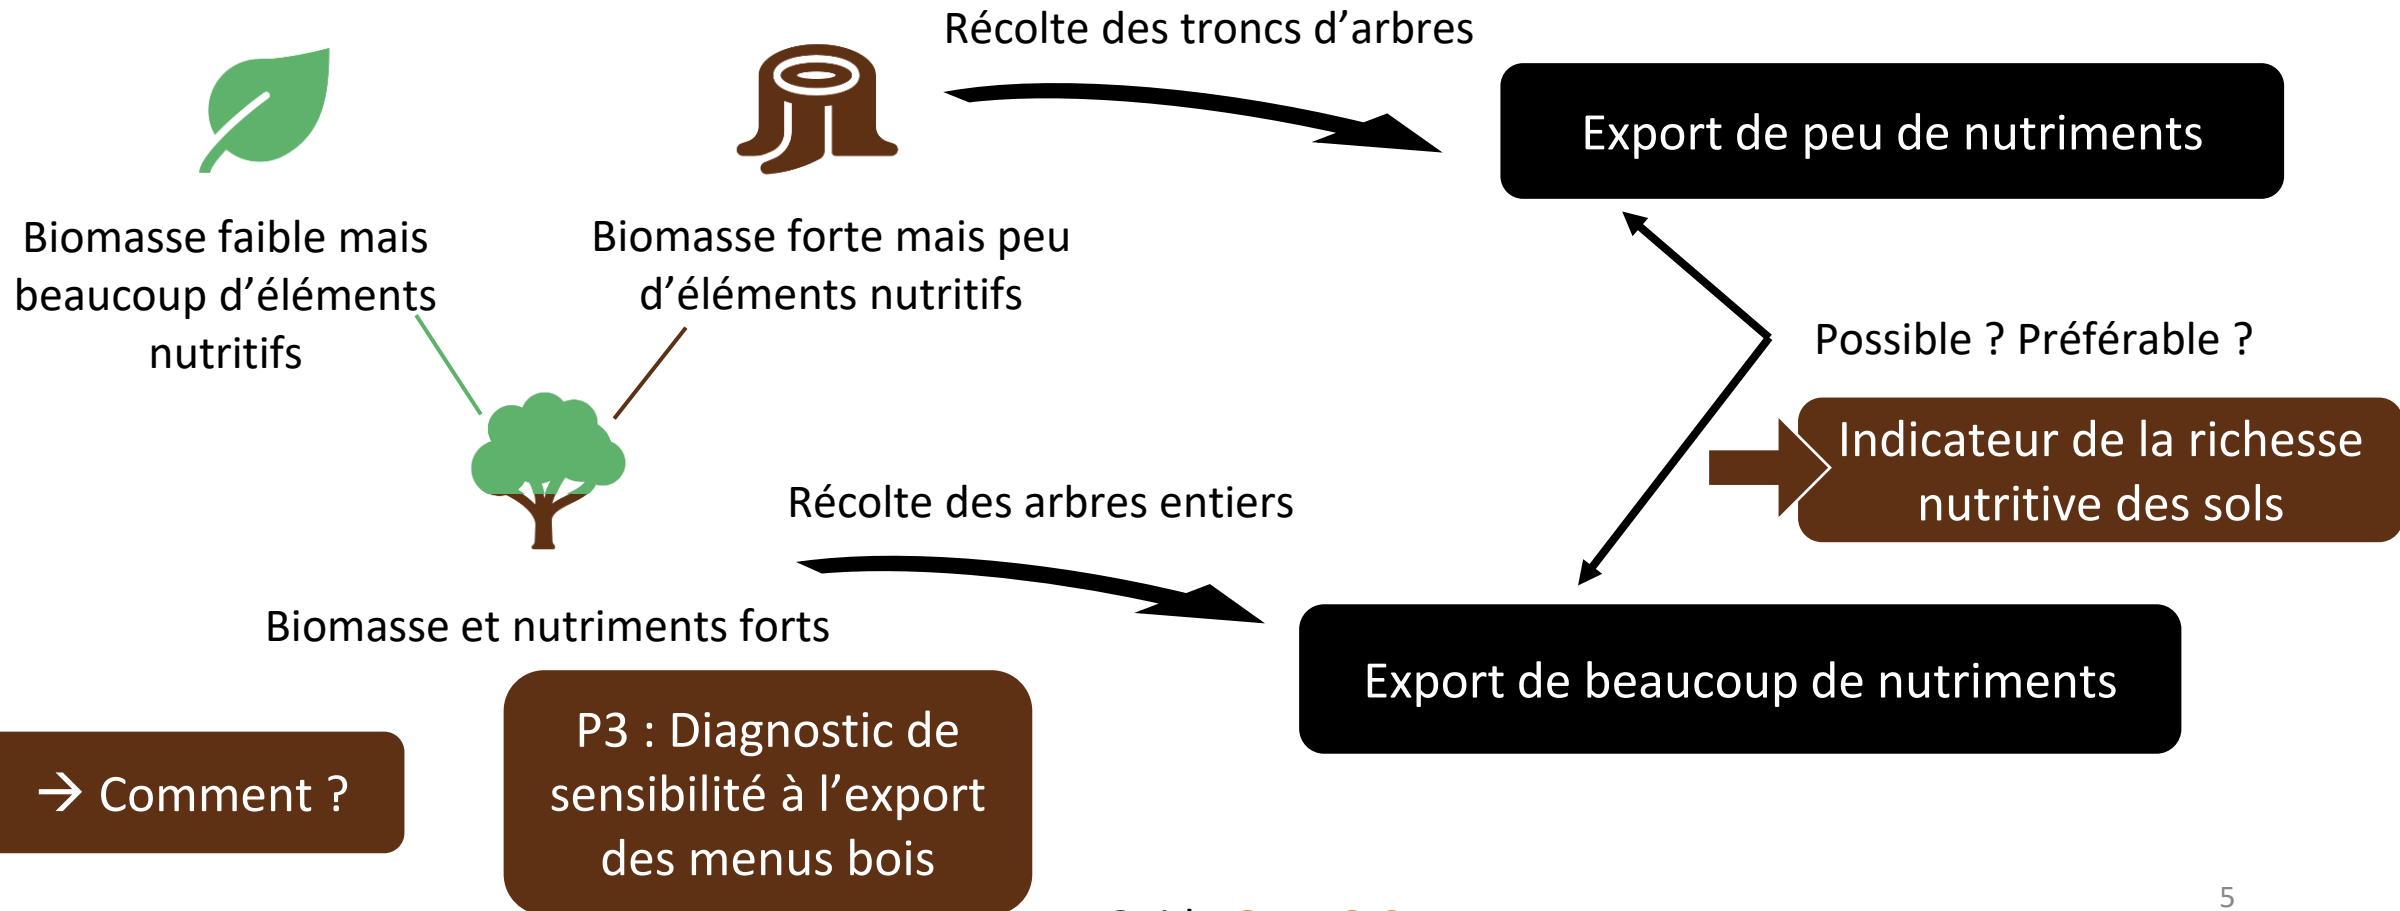 Récolte des troncs d’arbres
Export de peu de nutriments
Biomasse faible mais
beaucoup d’éléments
nutritifs
Biomasse forte mais peu
d’éléments nutritifs
Possible ? Préférable ?
Indicateur de la richesse
nutritive des sols
Récolte des arbres entiers
Biomasse et nutriments forts
Export de beaucoup de nutriments
→ Comment ?
P3 : Diagnostic de
sensibilité à l’export
des menus bois
5